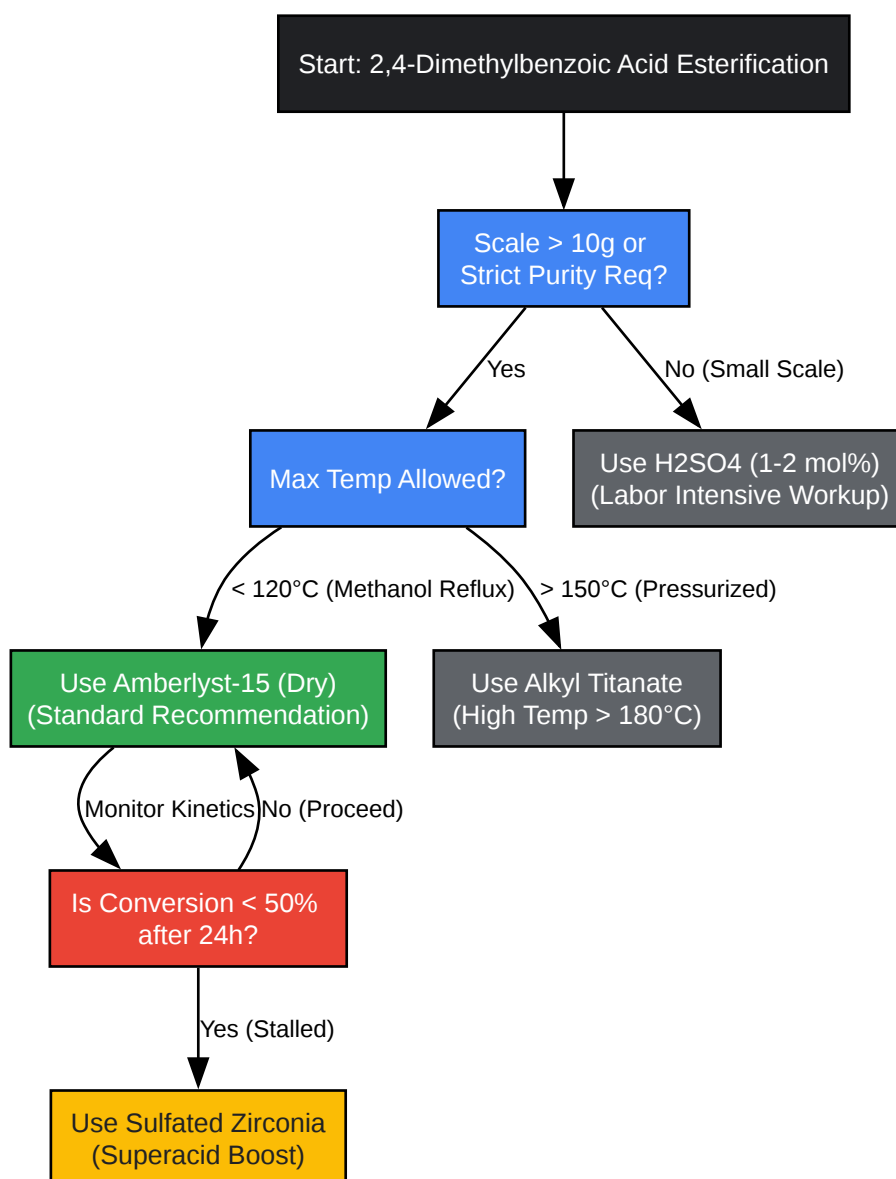 Start: 2,4-Dimethylbenzoic Acid Esterification
Scale > 10g or
Strict Purity Req?
Yes
No (Small Scale)
Max Temp Allowed?
Use H2SO4 (1-2 mol%)
(Labor Intensive Workup)
< 120°C (Methanol Reflux)
> 150°C (Pressurized)
Use Amberlyst-15 (Dry)
(Standard Recommendation)
Use Alkyl Titanate
(High Temp > 180°C)
Monitor Kinetics
No (Proceed)
Is Conversion < 50%
after 24h?
Yes (Stalled)
Use Sulfated Zirconia
(Superacid Boost)